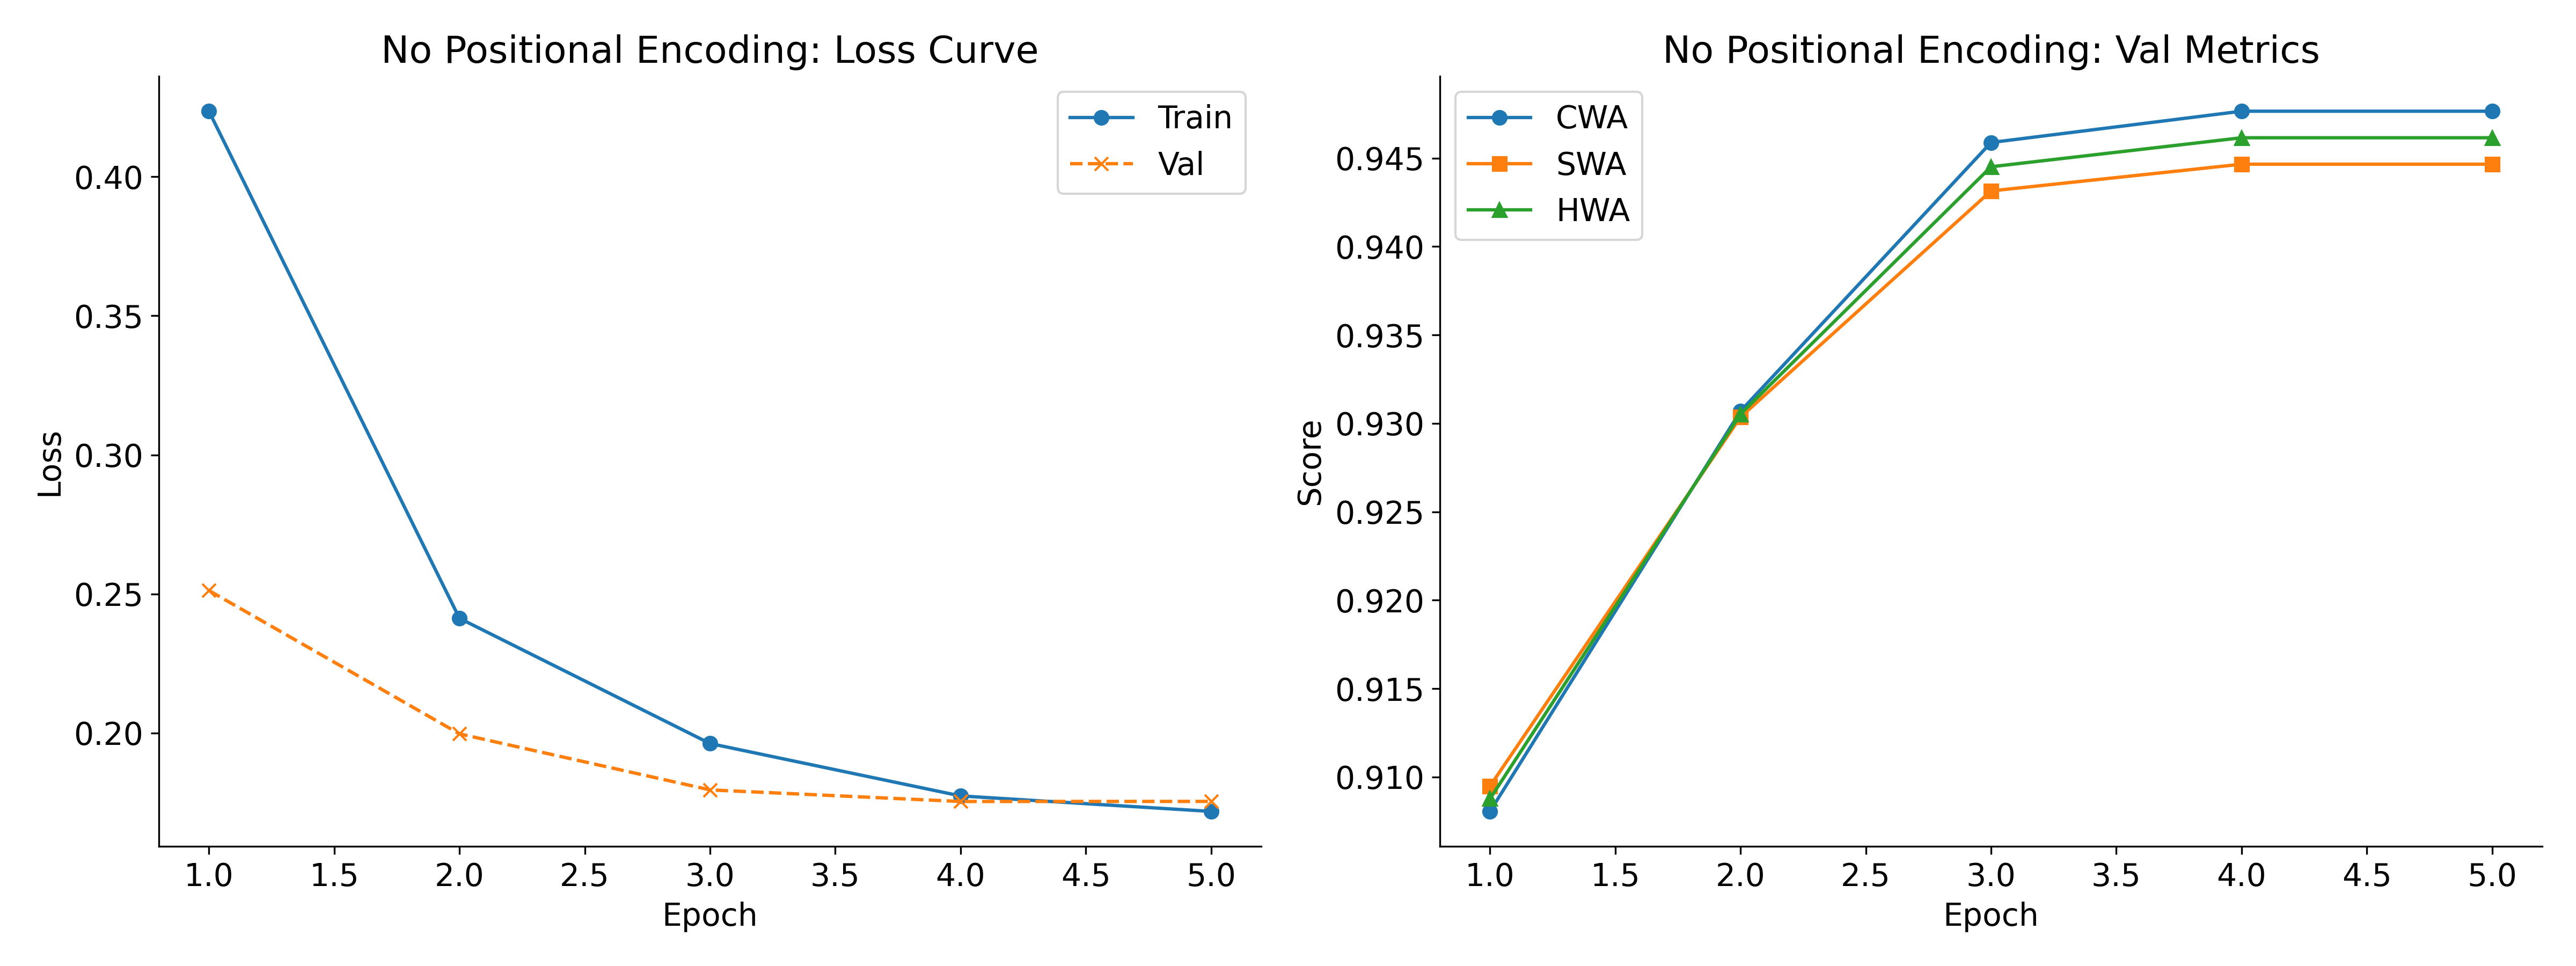 No Positional Encoding: Loss Curve
Train
Val
0.40
0.35
0.30
0.25
0.20
Loss
1.0 1.5 2.0 2.5 3.0 3.5 4.0 4.5 5.0
Epoch
No Positional Encoding: Val Metrics
CWA
SWA
HWA
0.945
0.940
0.935
0.930
0.925
0.920
0.915
0.910
Score
1.0 1.5 2.0 2.5 3.0 3.5 4.0 4.5 5.0
Epoch